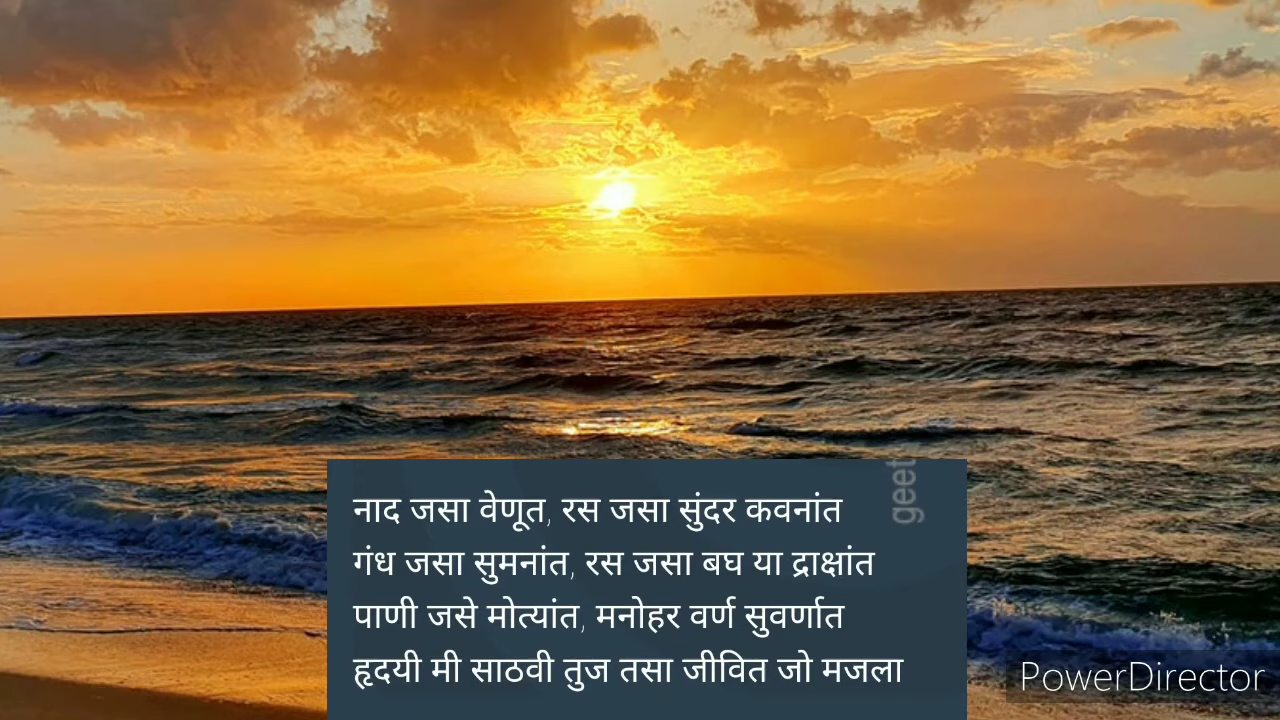 नाद जसा वेणूत, रस जसा सुंदर कवनांत
गंध जसा सुमनांत, रस जसा बघ या द्राक्षांत
पाणी जसे मोत्यांत, मनोहर वर्ण सुवर्णात
हृदयी मी साठवी तुज तसा जीवित जो मजला
geet
PowerDirector